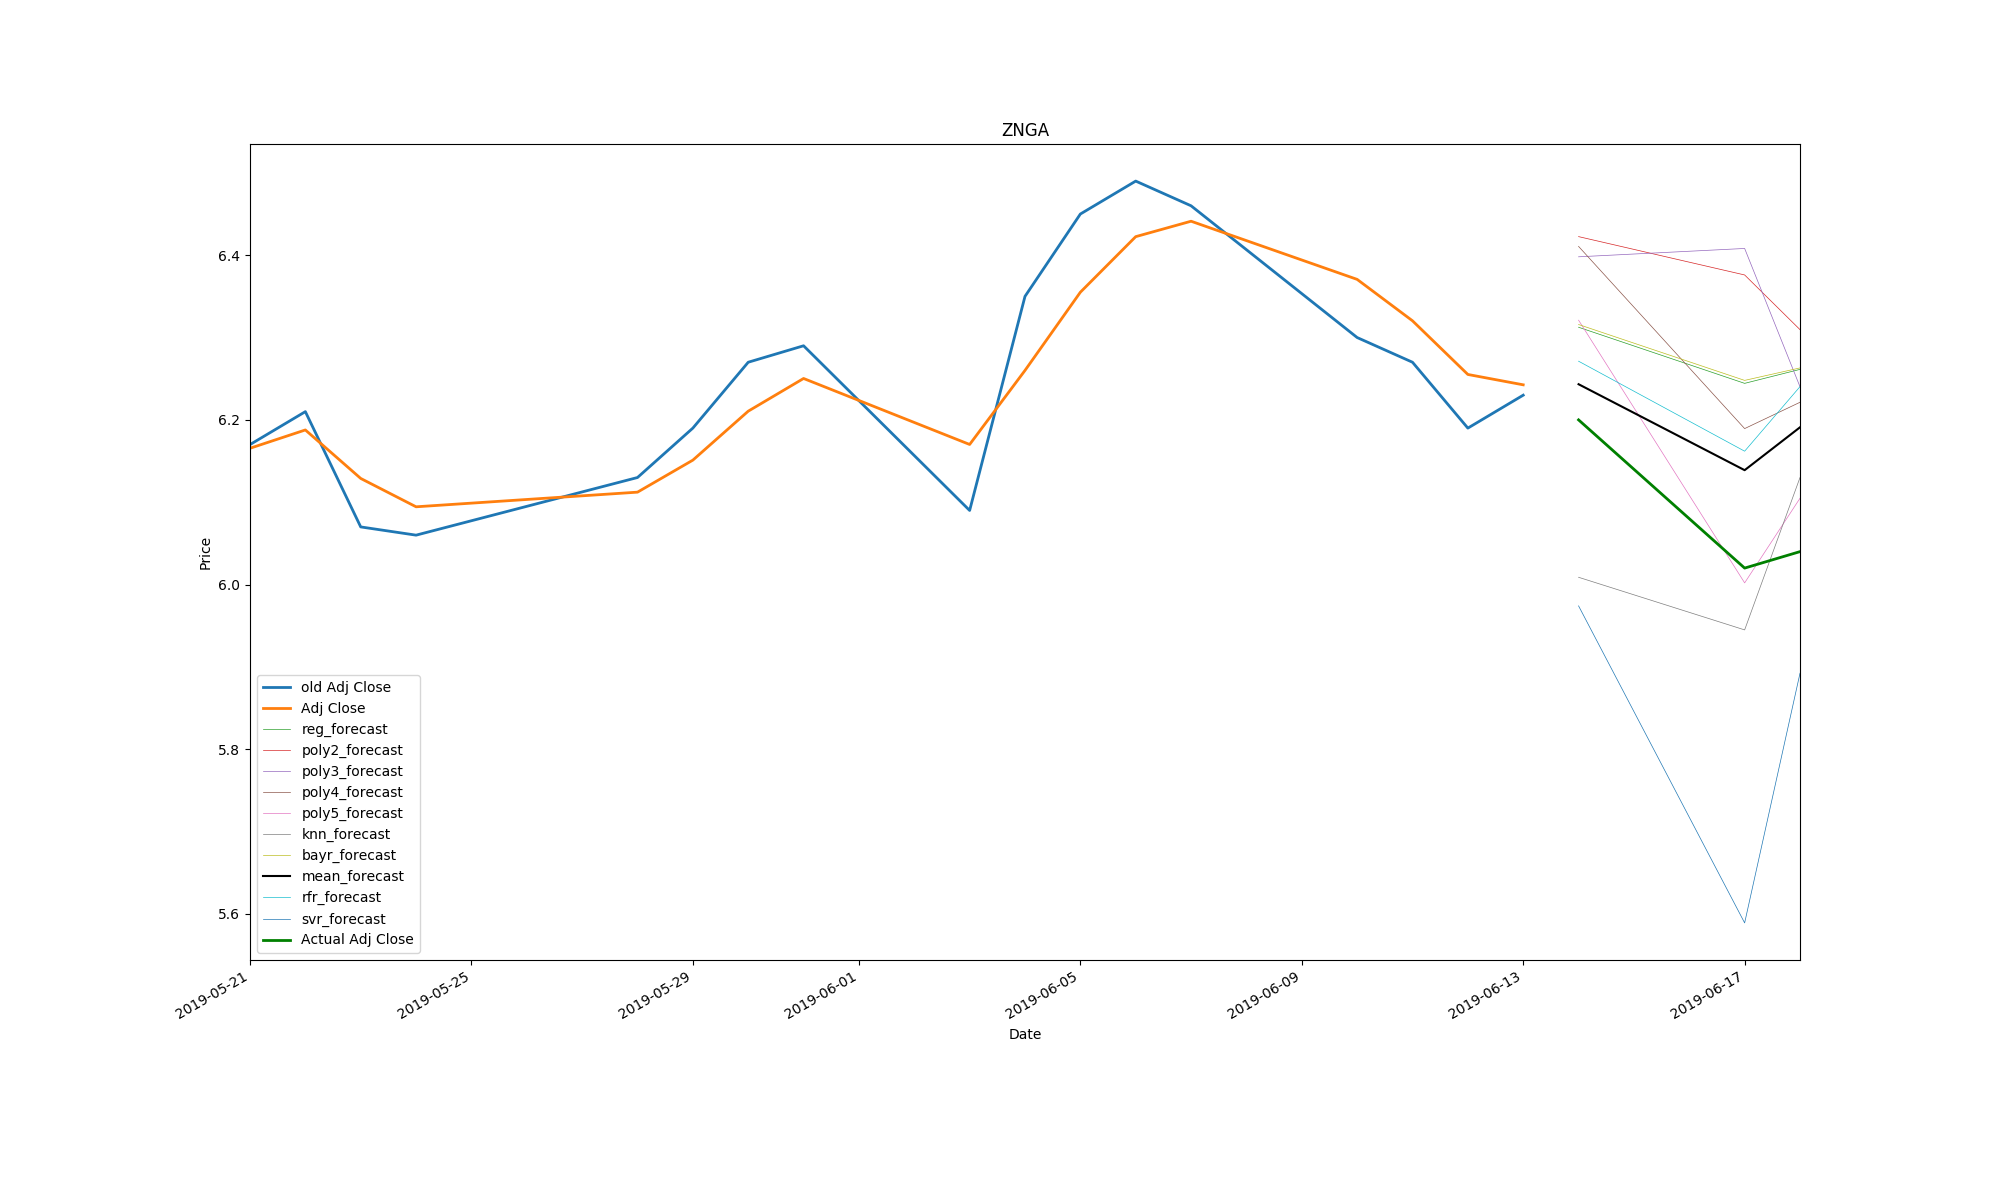 ZNGA
Price
6.4
6.2
6.0
5.8
5.6
old Adj Close
Adj Close
reg_forecast
poly2_forecast
poly3_forecast
poly4_forecast
poly5_forecast
knn_forecast
bayr_forecast
mean_forecast
rfr_forecast
svr_forecast
Actual Adj Close
2019-05-21
2019-05-25
2019-05-29
2019-06-01
2019-06-05
2019-06-09
2019-06-13
2019-06-17
Date